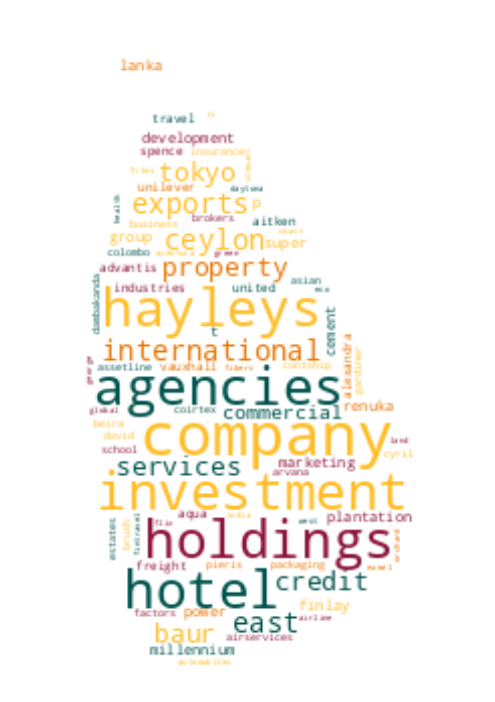 lanka
travel
development
spence insurance
files tokyo
unilever daytona
health exports p
business brokers aitken
group ceylon super
colombo green
advantis property
industries united asian
eco
dambakanda hayleys cement
t
international alexandra
assetline vauxhall fibers contship gardiner
agencies
global coirtex commercial renuka
beira
david company land
school cyril
services marketing
arvana
investment
aqua india west plantation
estates brush holdings
freight pieris packaging
hotel credit
factors power finlay
east airline
baur airservices
millennium
automobiles